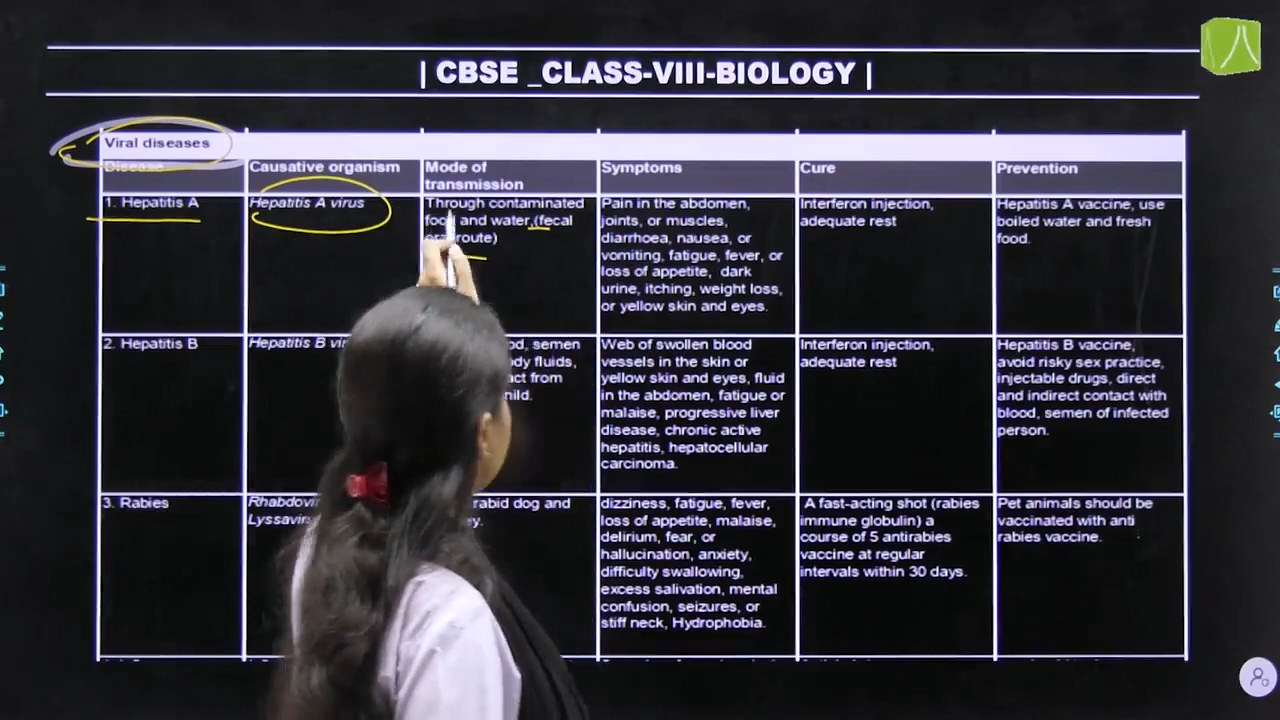 | CBSE _CLASS-VIII-BIOLOGY |
Viral diseases
Disease
Causative organism
Mode of
transmission
Symptoms
Cure
Prevention
1. Hepatitis A
Hepatitis A virus
Through contaminated
food and water,(fecal
route)
Pain in the abdomen,
joints, or muscles,
diarrhoea, nausea, or
vomiting, fatigue, fever, or
loss of appetite, dark
urine, itching, weight loss,
or yellow skin and eyes.
Interferon injection,
adequate rest
Hepatitis A vaccine, use
boiled water and fresh
food.
2. Hepatitis B
Hepatitis B
semen
fluids,
from
Web of swollen blood
vessels in the skin or
yellow skin and eyes, fluid
in the abdomen, fatigue or
malaise, progressive liver
disease, chronic active
hepatitis, hepatocellular
carcinoma.
Interferon injection,
adequate rest
Hepatitis B vaccine,
avoid risky sex practice,
injectable drugs, direct
and indirect contact with
blood, semen of infected
person.
3. Rabies
rabid dog and
dizziness, fatigue, fever,
loss of appetite, malaise,
delirium, fear, or
hallucination, anxiety,
difficulty swallowing,
excess salivation, mental
confusion, seizures, or
stiff neck, Hydrophobia.
A fast-acting shot (rabies
immune globulin) a
course of 5 antirabies
vaccine at regular
intervals within 30 days.
Pet animals should be
vaccinated with anti
rabies vaccine.